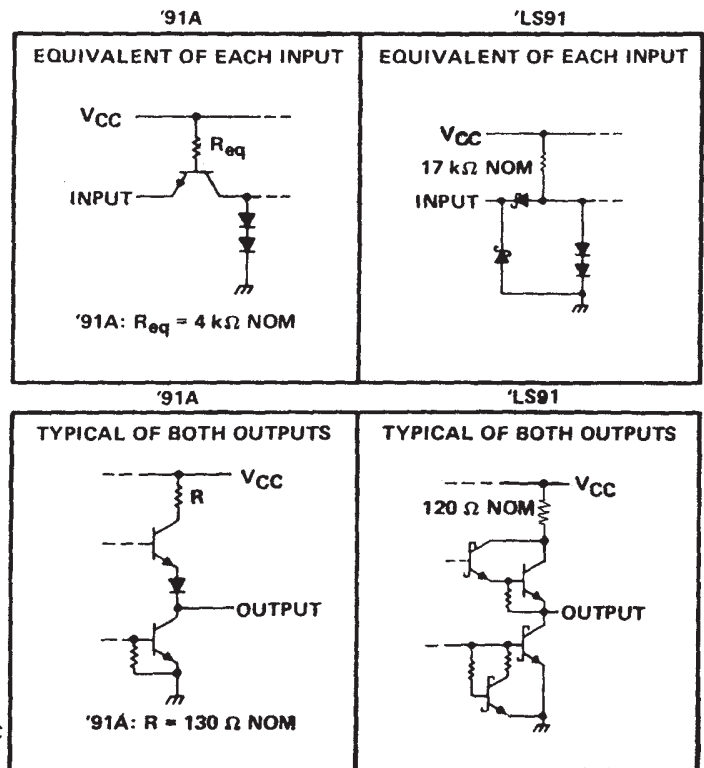 '91A
'LS91
EQUIVALENT OF EACH INPUT
EQUIVALENT OF EACH INPUT
VCC
Req
INPUT
'91A: Req = 4 kΩ NOM
VCC
17 kΩ NOM
INPUT
'91A
'LS91
TYPICAL OF BOTH OUTPUTS
TYPICAL OF BOTH OUTPUTS
VCC
R
OUTPUT
'91A: R = 130 Ω NOM
VCC
120 Ω NOM
OUTPUT